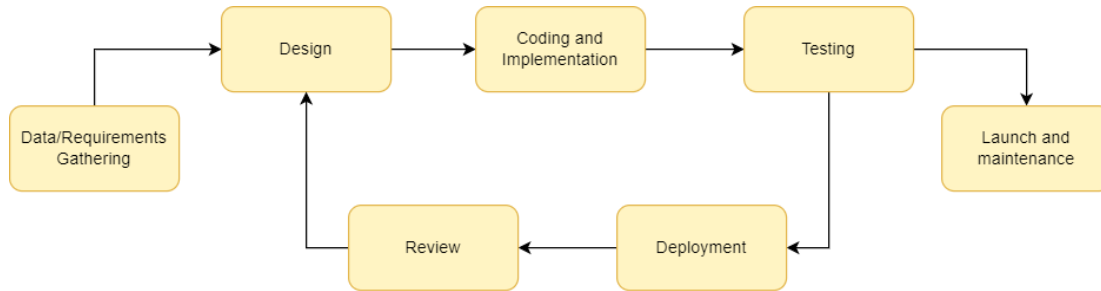 Design
Coding and
Implementation
Testing
Data/Requirements
Gathering
Launch and
maintenance
Review
Deployment